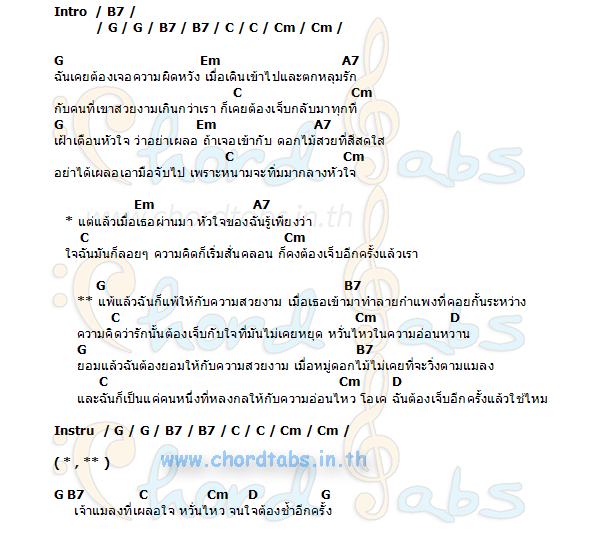 Intro / B7 /
/ G / G / B7 / B7 / C / C / Cm / Cm /
G Em A7
ฉันเคยต้องเจอความผิดหวัง เมื่อเดินเข้าไปและตกหลุมรัก
C Cm
กับคนที่เขาสวยงามเกินกว่าเรา ก็เคยต้องเจ็บกลับมาทุกที
G Em A7
เฝ้าเตือนหัวใจ ว่าอย่าเผลอ ถ้าเจอเข้ากับ ดอกไม้สวยที่สีสดใส
C Cm
อย่าได้เผลอเอามือจับไป เพราะหนามจะทิ่มมากลางหัวใจ
Em A7
* แต่แล้วเมื่อเธอผ่านมา หัวใจของฉันรู้เพียงว่า
C Cm
ใจฉันมันก็ลอยๆ ความคิดก็เริ่มสั่นคลอน ก็คงต้องเจ็บอีกครั้งแล้วเรา
G B7
** แพ้แล้วฉันก็แพ้ให้กับความสวยงาม เมื่อเธอเข้ามาทำลายกำแพงที่คอยกั้นระหว่าง
C Cm D
ความคิดว่ารักนั้นต้องเจ็บกับใจที่มันไม่เคยหยุด หวั่นไหวในความอ่อนหวาน
G B7
ยอมแล้วฉันต้องยอมให้กับความสวยงาม เมื่อหมู่ดอกไม้ไม่เคยที่จะวิ่งตามแมลง
C Cm D
และฉันก็เป็นแค่คนหนึ่งที่หลงกลให้กับความอ่อนไหว โอเค ฉันต้องเจ็บอีกครั้งแล้วใช่ไหม
Instru / G / G / B7 / B7 / C / C / Cm / Cm /
( * , ** )
www.chordtabs.in.th
G B7 C Cm D G
เจ้าแมลงที่เผลอใจ หวั่นไหว จนใจต้องช้ำอีกครั้ง